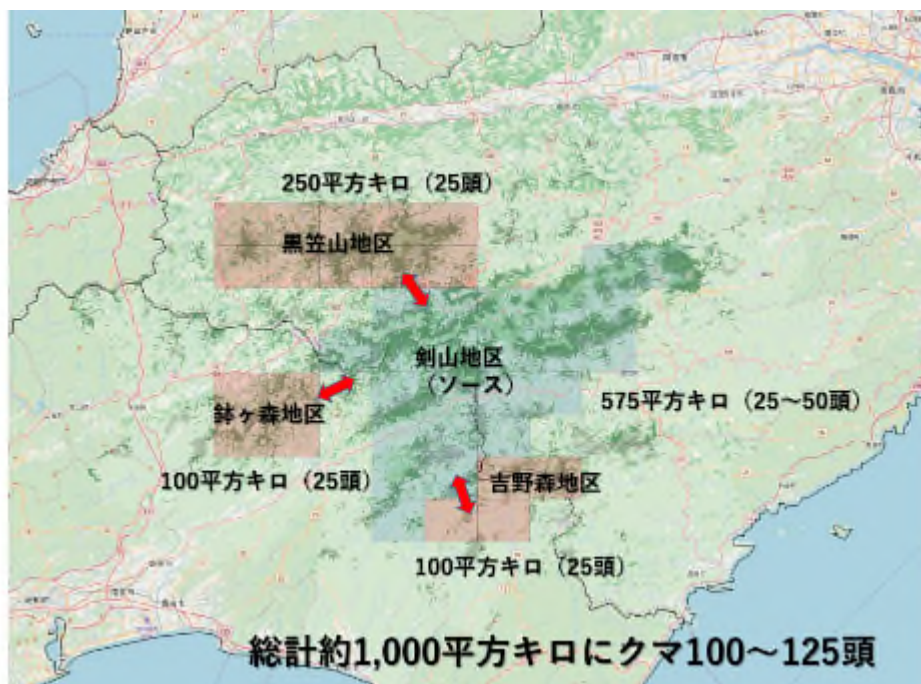 250平方キロ（25頭）
黒笠山地区
剣山地区
（ソース）
575平方キロ（25～50頭）
鉢ヶ森地区
100平方キロ（25頭）
吉野森地区
100平方キロ（25頭）
総計約1,000平方キロにクマ100～125頭